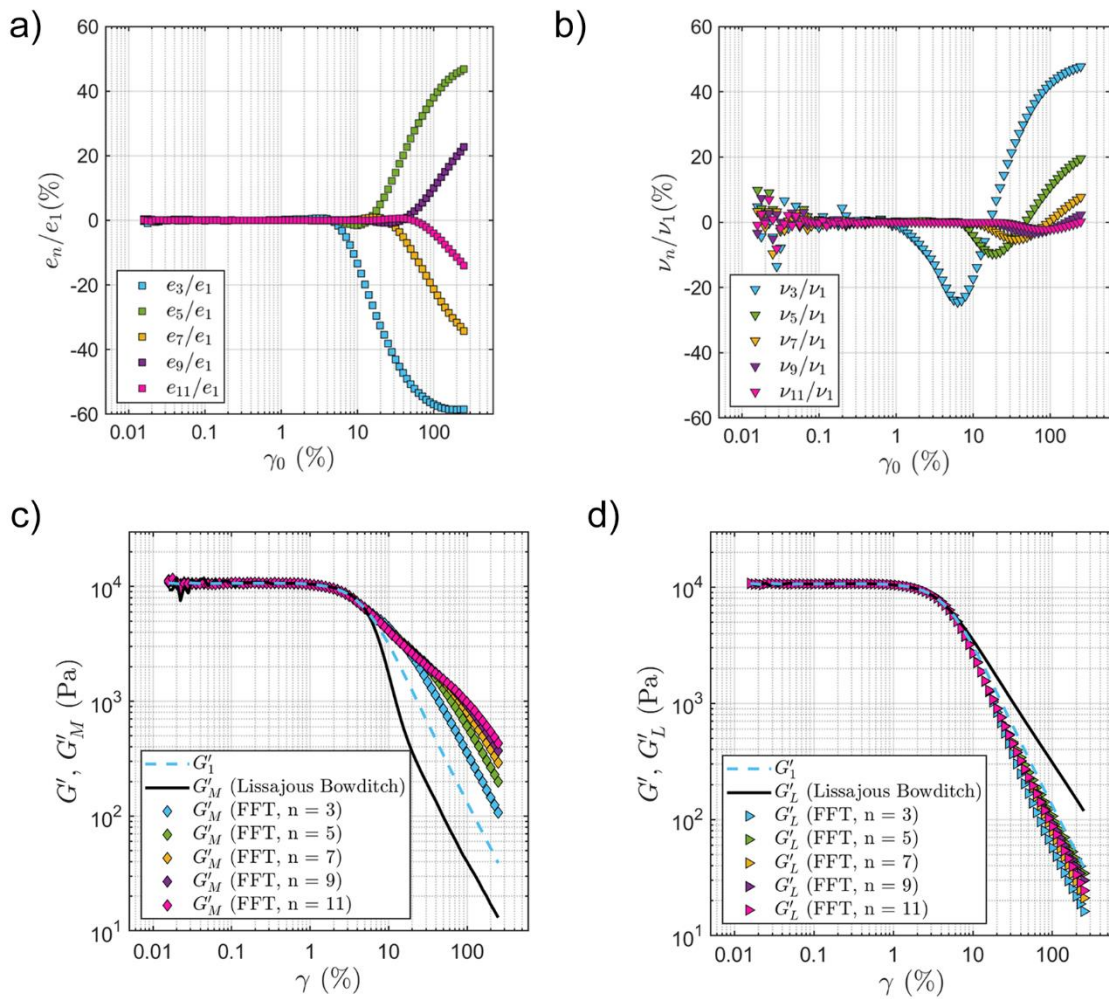 a)
60
40
20
0
-20
-40
-60
e_n/e_1(%)
e_3/e_1
e_5/e_1
e_7/e_1
e_9/e_1
e_11/e_1
0.01 0.1 1 10 100
γ_0 (%)
b)
60
40
20
0
-20
-40
-60
ν_n/ν_1(%)
ν_3/ν_1
ν_5/ν_1
ν_7/ν_1
ν_9/ν_1
ν_11/ν_1
0.01 0.1 1 10 100
γ_0 (%)
c)
10^4
10^3
10^2
10^1
G′, G′_M (Pa)
G′_1
G′_M (Lissajous Bowditch)
G′_M (FFT, n = 3)
G′_M (FFT, n = 5)
G′_M (FFT, n = 7)
G′_M (FFT, n = 9)
G′_M (FFT, n = 11)
0.01 0.1 1 10 100
γ (%)
d)
10^4
10^3
10^2
10^1
G′, G′_L (Pa)
G′_1
G′_L (Lissajous Bowditch)
G′_L (FFT, n = 3)
G′_L (FFT, n = 5)
G′_L (FFT, n = 7)
G′_L (FFT, n = 9)
G′_L (FFT, n = 11)
0.01 0.1 1 10 100
γ (%)